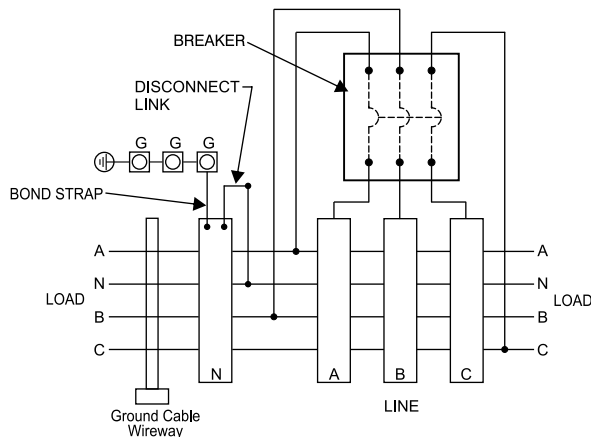 BREAKER
DISCONNECT
LINK
G G G
BOND STRAP
A A
N N
LOAD LOAD
B B
C C
N A B C
Ground Cable
Wireway
LINE